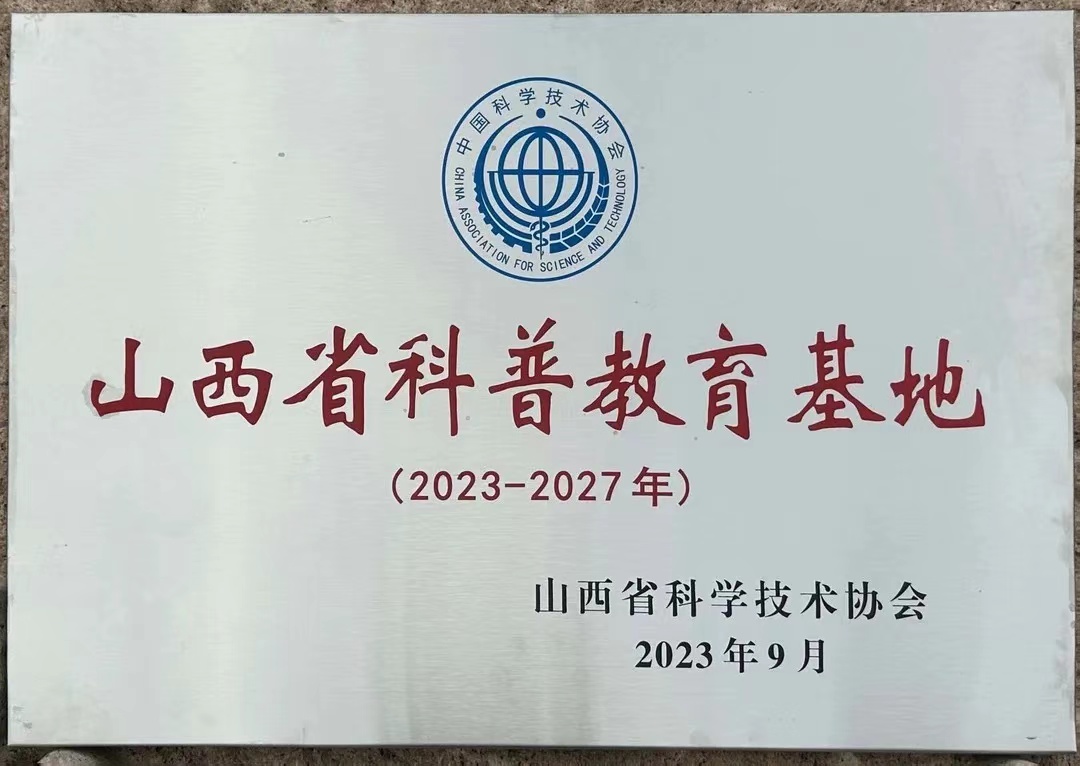 中国科学技术协会
CHINA ASSOCIATION FOR SCIENCE AND TECHNOLOGY
山西省科普教育基地
(2023-2027年)
山西省科学技术协会
2023年9月